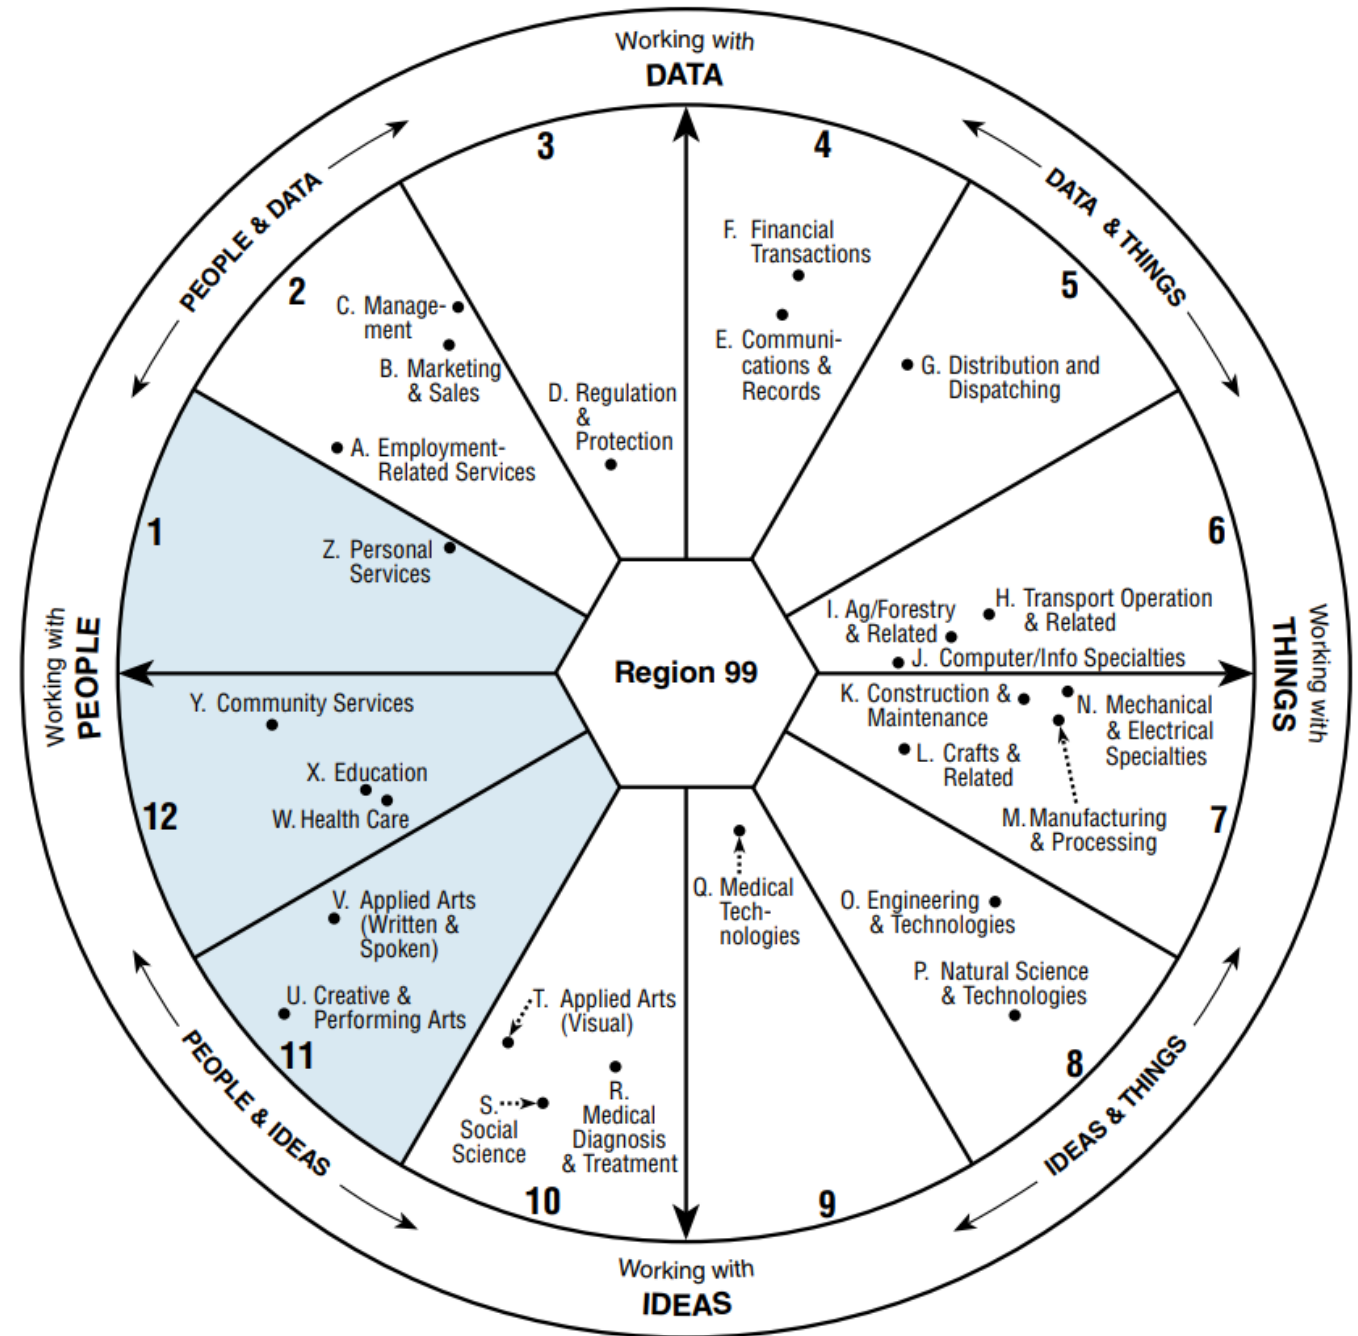 Working with
DATA
PEOPLE & DATA
DATA & THINGS
3
4
2
5
F. Financial
Transactions
C. Manage-
ment
E. Communi-
cations &
Records
B. Marketing
& Sales
G. Distribution and
Dispatching
D. Regulation
&
Protection
A. Employment-
Related Services
1
6
Z. Personal
Services
I. Ag/Forestry
& Related
H. Transport Operation
& Related
J. Computer/Info Specialties
Working with
PEOPLE
Region 99
Working with
THINGS
Y. Community Services
K. Construction &
Maintenance
N. Mechanical
& Electrical
Specialties
L. Crafts &
Related
X. Education
W. Health Care
12
M. Manufacturing
& Processing
7
Q. Medical
Tech-
nologies
V. Applied Arts
(Written &
Spoken)
O. Engineering
& Technologies
P. Natural Science
& Technologies
U. Creative &
Performing Arts
T. Applied Arts
(Visual)
11
8
S.
Social
Science
R.
Medical
Diagnosis
& Treatment
PEOPLE & IDEAS
IDEAS & THINGS
10
9
Working with
IDEAS